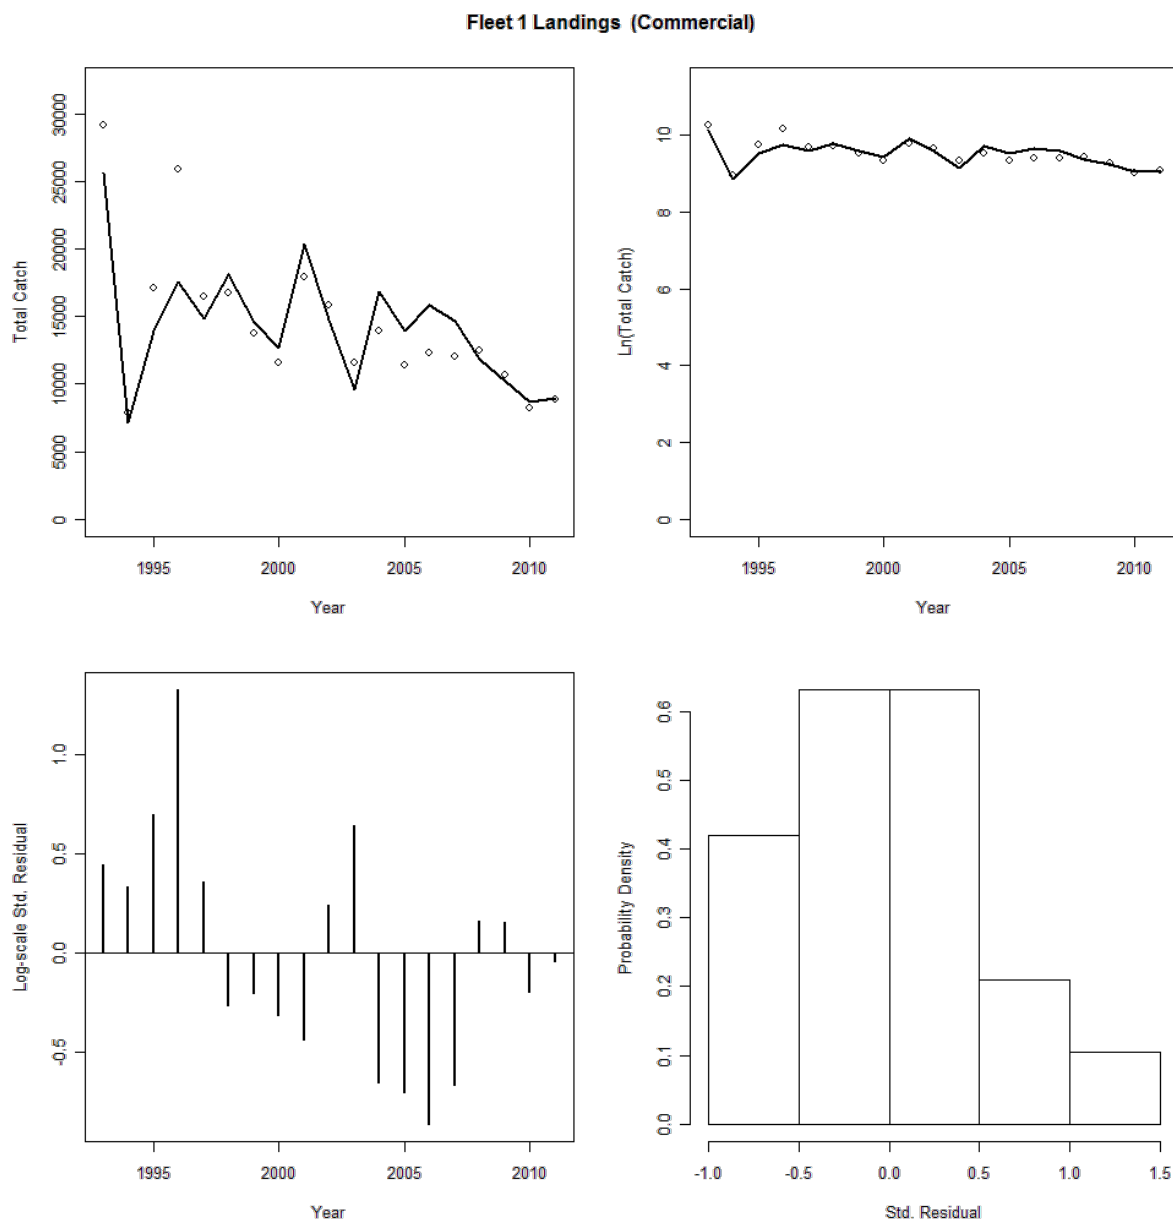 Fleet 1 Landings (Commercial)
Total Catch
30000
25000
20000
15000
10000
5000
0
1995 2000 2005 2010
Year
Ln(Total Catch)
10
8
6
4
2
0
1995 2000 2005 2010
Year
Log-scale Std. Residual
1.0
0.5
0.0
-0.5
1995 2000 2005 2010
Year
Probability Density
0.6
0.5
0.4
0.3
0.2
0.1
0.0
-1.0 -0.5 0.0 0.5 1.0 1.5
Std. Residual